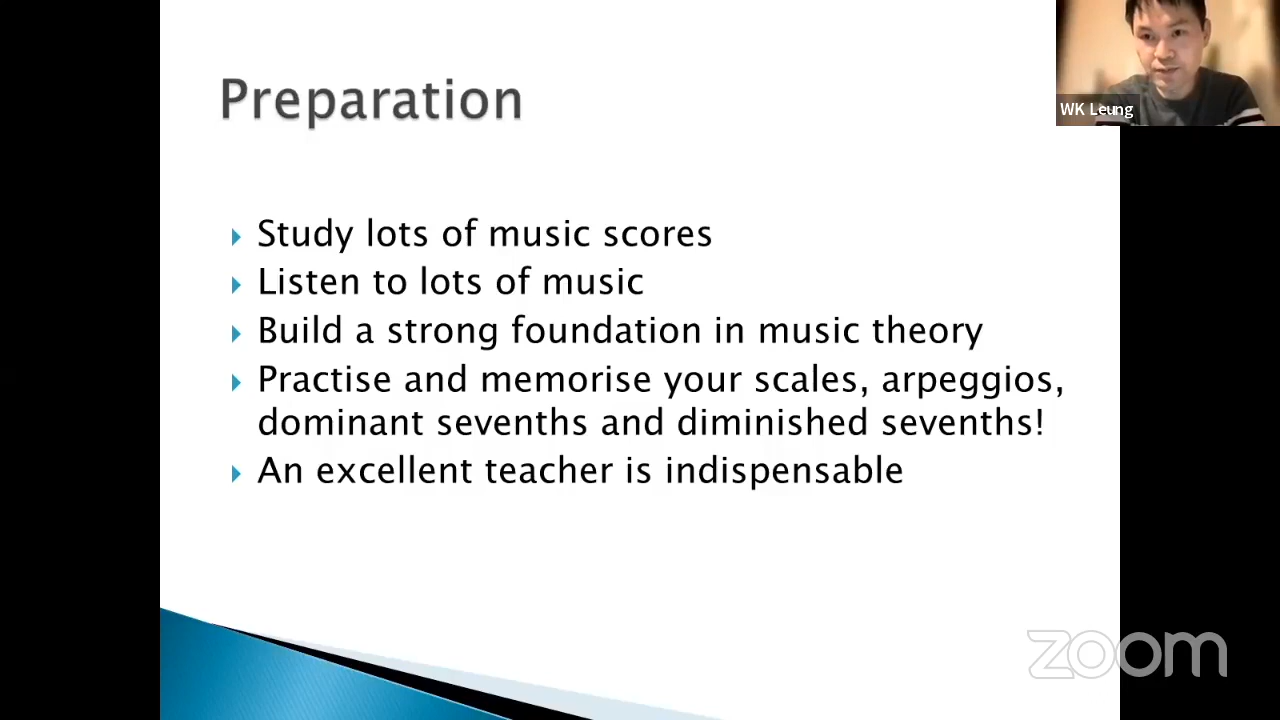 Preparation
WK Leung
Study lots of music scores
Listen to lots of music
Build a strong foundation in music theory
Practise and memorise your scales, arpeggios,
dominant sevenths and diminished sevenths!
An excellent teacher is indispensable
zoom